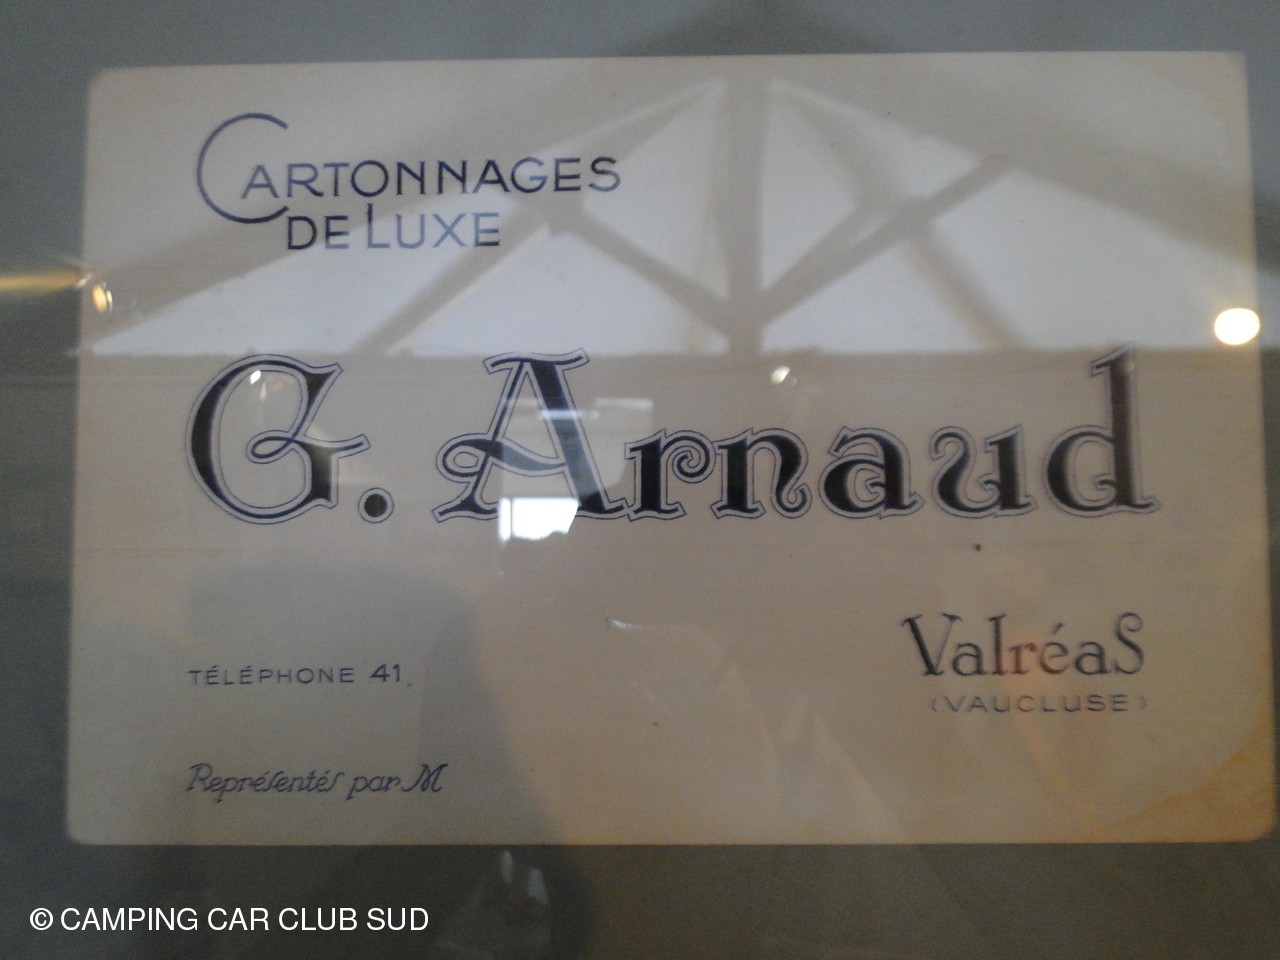 CARTONNAGES
DE LUXE
G. Arnaud
ValréaS
(VAUCLUSE)
TÉLÉPHONE 41.
Représentés par M
© CAMPING CAR CLUB SUD